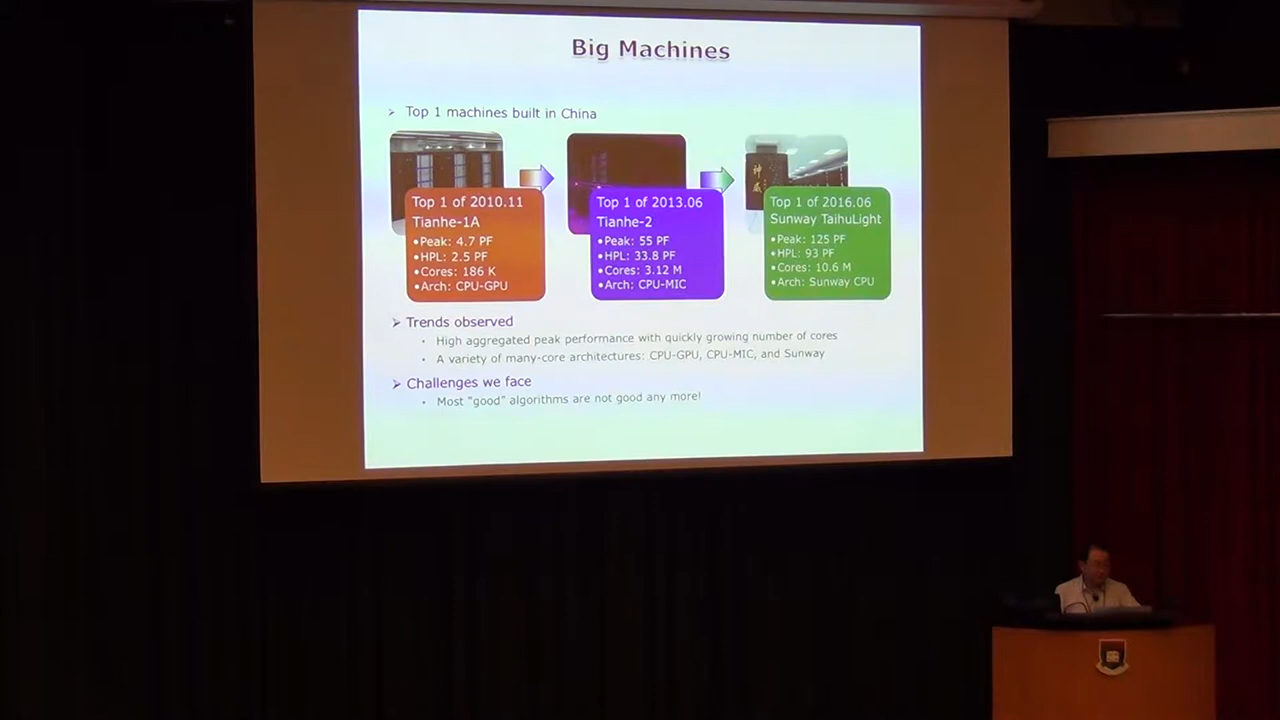 Big Machines
➢ Top 1 machines built in China
神威
Top 1 of 2010.11
Tianhe-1A
•Peak: 4.7 PF
•HPL: 2.5 PF
•Cores: 186 K
•Arch: CPU-GPU
Top 1 of 2013.06
Tianhe-2
•Peak: 55 PF
•HPL: 33.8 PF
•Cores: 3.12 M
•Arch: CPU-MIC
Top 1 of 2016.06
Sunway TaihuLight
•Peak: 125 PF
•HPL: 93 PF
•Cores: 10.6 M
•Arch: Sunway CPU
➢ Trends observed
• High aggregated peak performance with quickly growing number of cores
• A variety of many-core architectures: CPU-GPU, CPU-MIC, and Sunway
➢ Challenges we face
• Most "good" algorithms are not good any more!